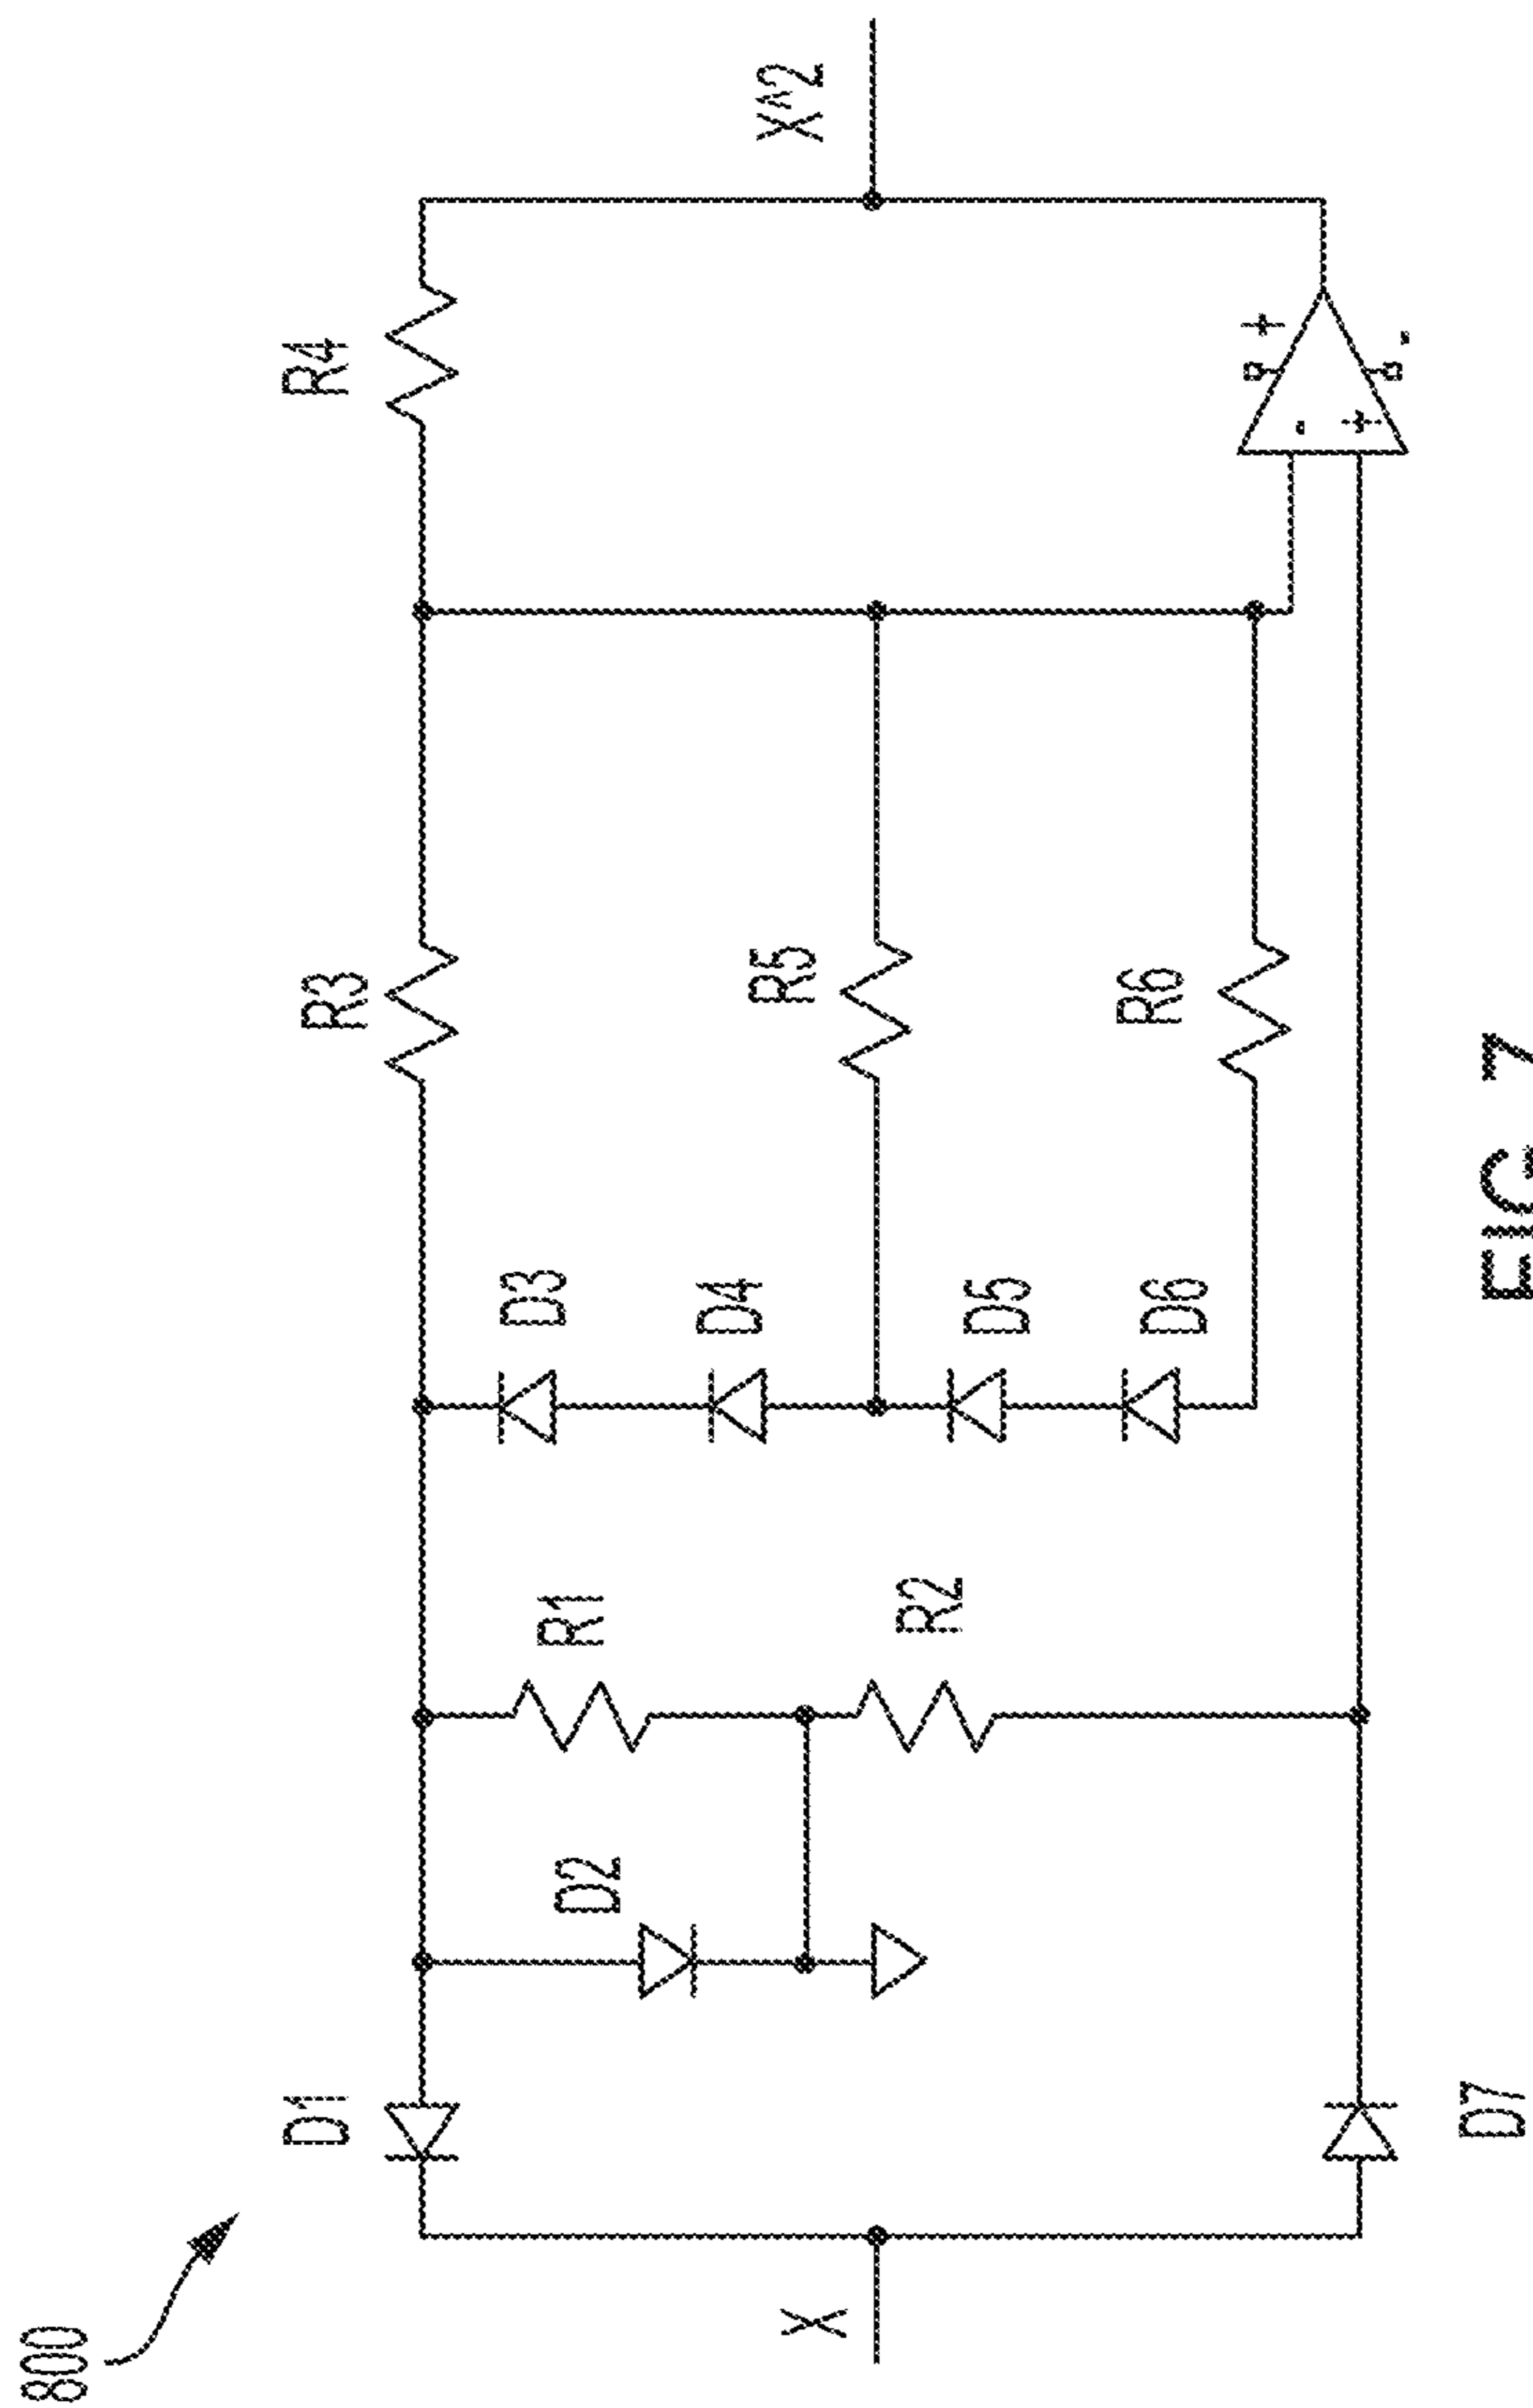 800
X
D1
D2
R1
R2
D3
D4
D5
D6
D7
R3
R5
R6
R4
X^2
-
+
+
-
FIG. 7